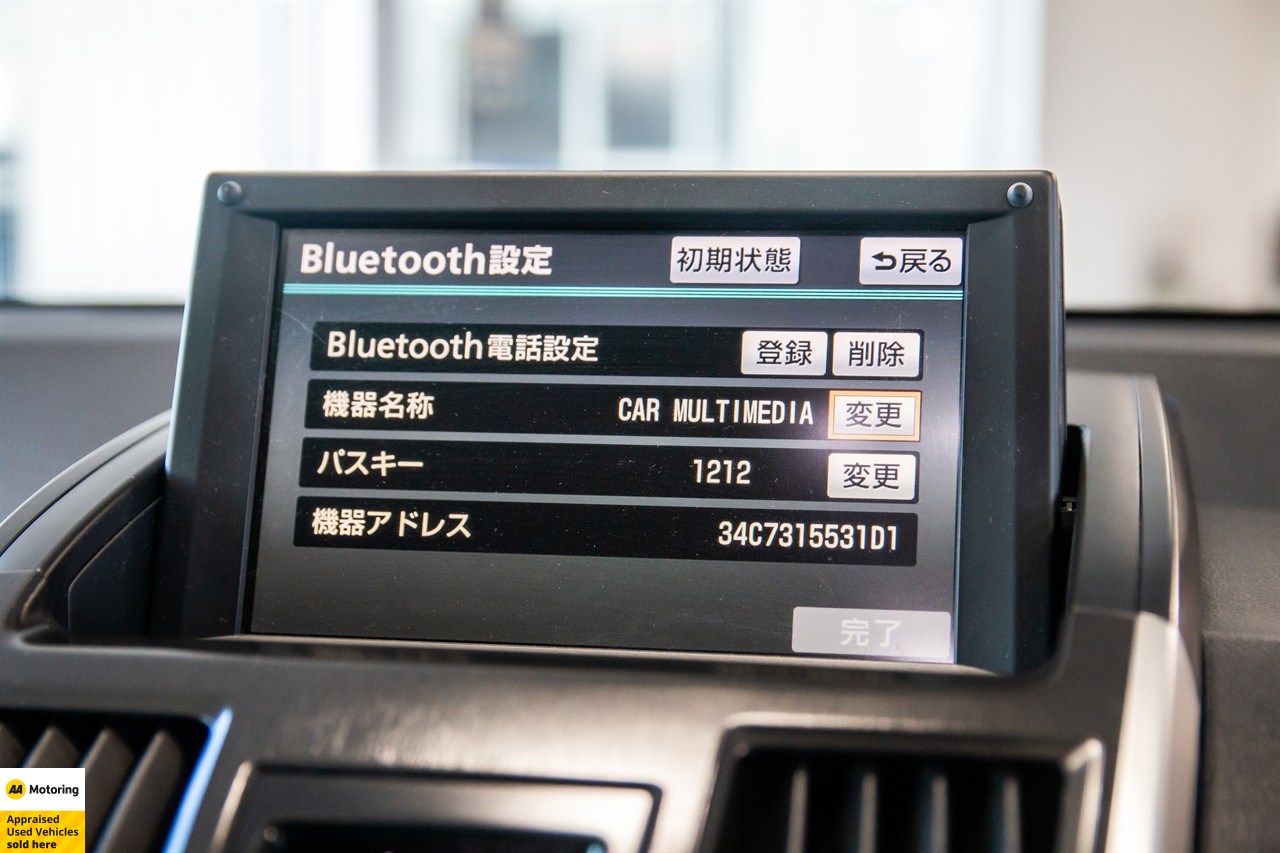 Bluetooth設定 初期状態 戻る
Bluetooth電話設定 登録 削除
機器名称 CAR MULTIMEDIA 変更
パスキー 1212 変更
機器アドレス 34C7315531D1
完了
AA Motoring
Appraised
Used Vehicles
sold here